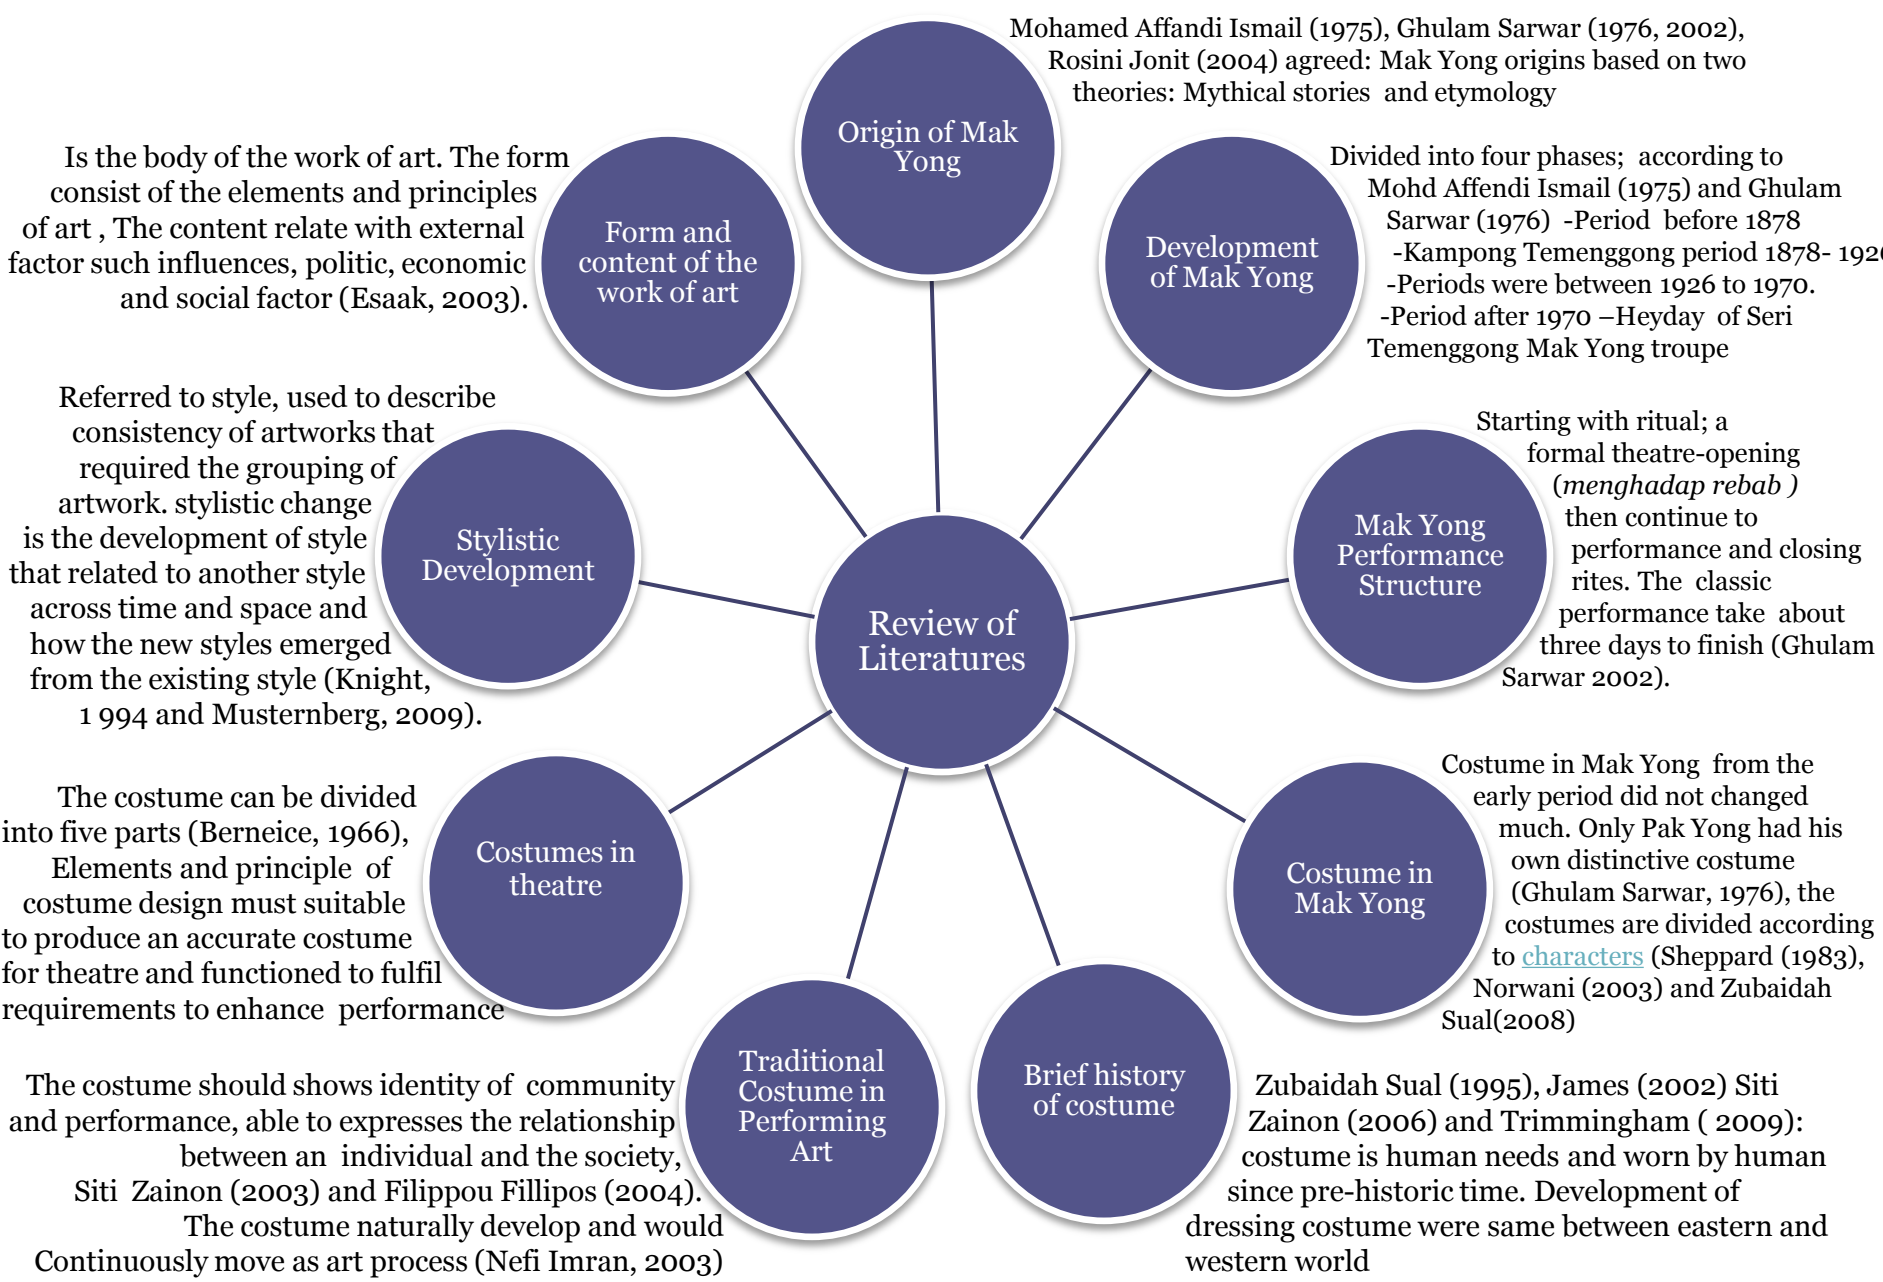 Review of
Literatures
Origin of Mak
Yong
Mohamed Affandi Ismail (1975), Ghulam Sarwar (1976, 2002),
Rosini Jonit (2004) agreed: Mak Yong origins based on two
theories: Mythical stories and etymology
Development
of Mak Yong
Divided into four phases; according to
Mohd Affendi Ismail (1975) and Ghulam
Sarwar (1976) -Period before 1878
-Kampong Temenggong period 1878- 1926
-Periods were between 1926 to 1970.
-Period after 1970 –Heyday of Seri
Temenggong Mak Yong troupe
Mak Yong
Performance
Structure
Starting with ritual; a
formal theatre-opening
(menghadap rebab )
then continue to
performance and closing
rites. The classic
performance take about
three days to finish (Ghulam
Sarwar 2002).
Costume in
Mak Yong
Costume in Mak Yong from the
early period did not changed
much. Only Pak Yong had his
own distinctive costume
(Ghulam Sarwar, 1976), the
costumes are divided according
to characters (Sheppard (1983),
Norwani (2003) and Zubaidah
Sual(2008)
Brief history
of costume
Zubaidah Sual (1995), James (2002) Siti
Zainon (2006) and Trimmingham ( 2009):
costume is human needs and worn by human
since pre-historic time. Development of
dressing costume were same between eastern and
western world
Traditional
Costume in
Performing
Art
The costume should shows identity of community
and performance, able to expresses the relationship
between an individual and the society,
Siti Zainon (2003) and Filippou Fillipos (2004).
The costume naturally develop and would
Continuously move as art process (Nefi Imran, 2003)
Costumes in
theatre
The costume can be divided
into five parts (Berneice, 1966),
Elements and principle of
costume design must suitable
to produce an accurate costume
for theatre and functioned to fulfil
requirements to enhance performance
Stylistic
Development
Referred to style, used to describe
consistency of artworks that
required the grouping of
artwork. stylistic change
is the development of style
that related to another style
across time and space and
how the new styles emerged
from the existing style (Knight,
1 994 and Musternberg, 2009).
Form and
content of the
work of art
Is the body of the work of art. The form
consist of the elements and principles
of art , The content relate with external
factor such influences, politic, economic
and social factor (Esaak, 2003).